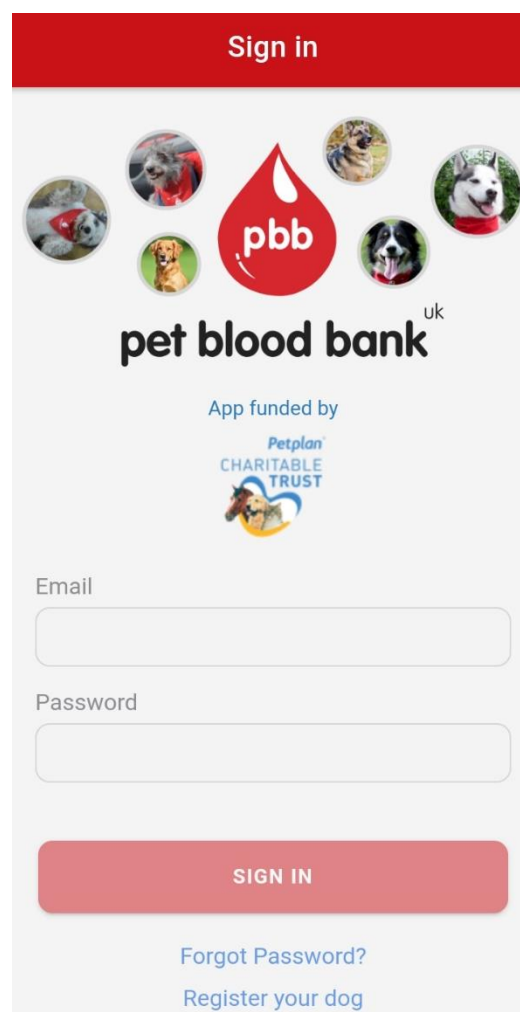 Sign in
pbb
uk
pet blood bank
App funded by
Petplan
CHARITABLE
TRUST
Email
Password
SIGN IN
Forgot Password?
Register your dog